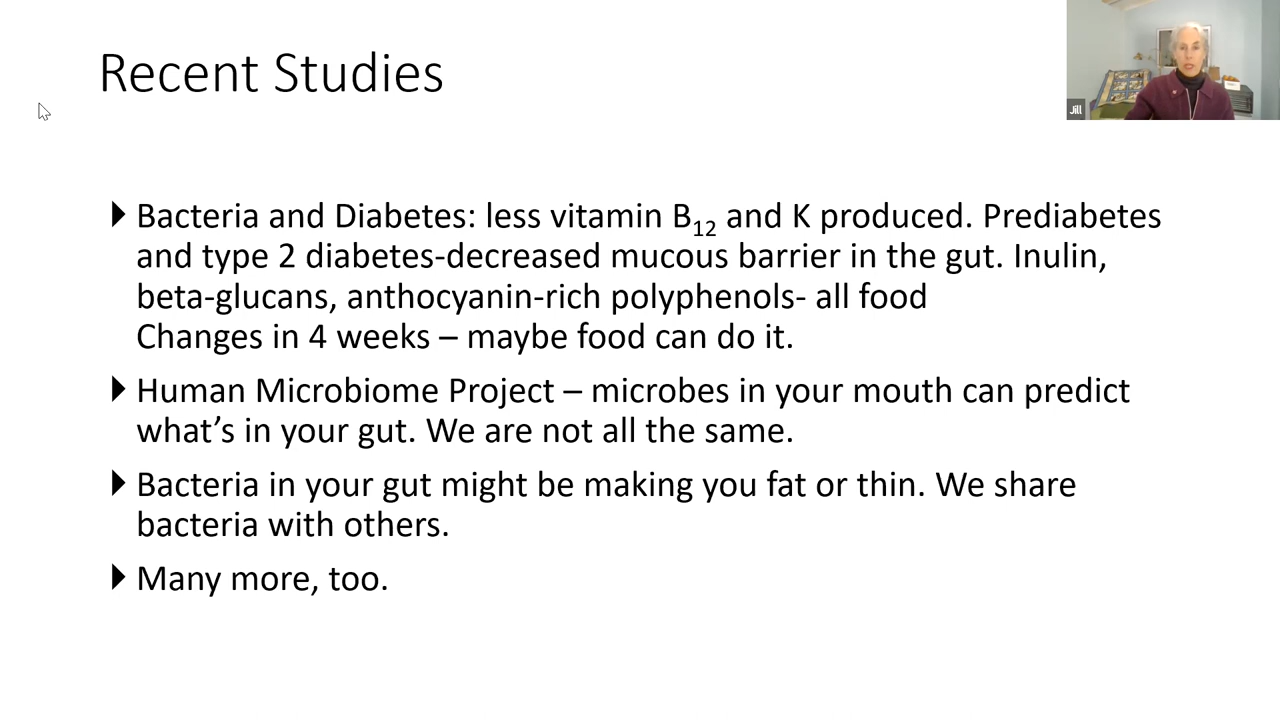 Recent Studies
Jill
Bacteria and Diabetes: less vitamin B12 and K produced. Prediabetes
and type 2 diabetes-decreased mucous barrier in the gut. Inulin,
beta-glucans, anthocyanin-rich polyphenols- all food
Changes in 4 weeks – maybe food can do it.
Human Microbiome Project – microbes in your mouth can predict
what's in your gut. We are not all the same.
Bacteria in your gut might be making you fat or thin. We share
bacteria with others.
Many more, too.